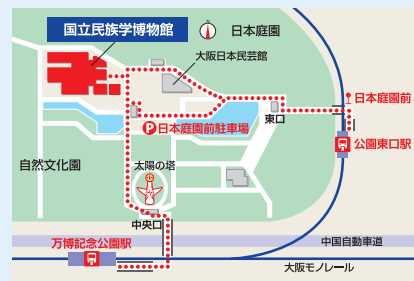 国立民族学博物館
日本庭園
大阪日本民芸館
日本庭園前
P日本庭園前駐車場
東口
公園東口駅
自然文化園
太陽の塔
中央口
万博記念公園駅
中国自動車道
大阪モノレール